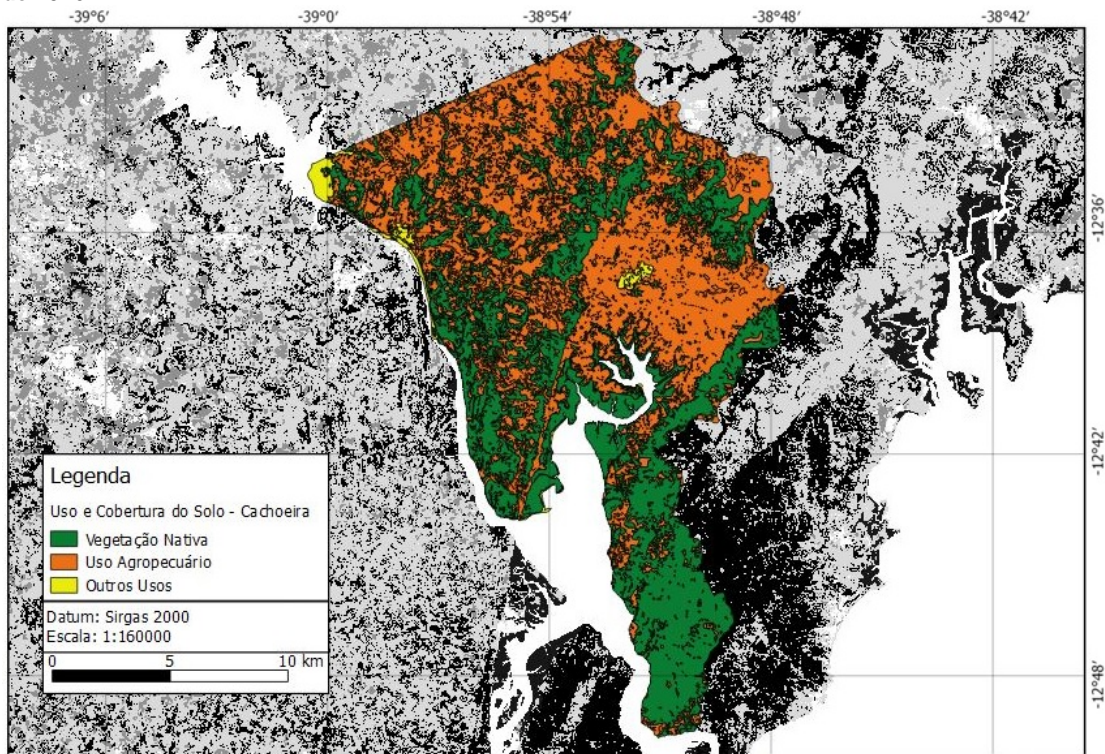 -39°6' -39°0' -38°54' -38°48' -38°42'
-12°36'
-12°42'
-12°48'
Legenda
Uso e Cobertura do Solo - Cachoeira
Vegetação Nativa
Uso Agropecuário
Outros Usos
Datum: Sirgas 2000
Escala: 1:160000
0 5 10 km